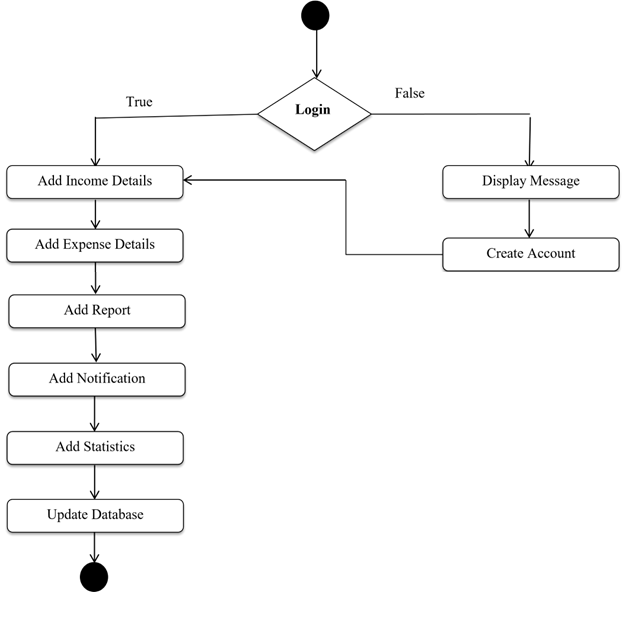 Login
True
False
Add Income Details
Display Message
Add Expense Details
Create Account
Add Report
Add Notification
Add Statistics
Update Database